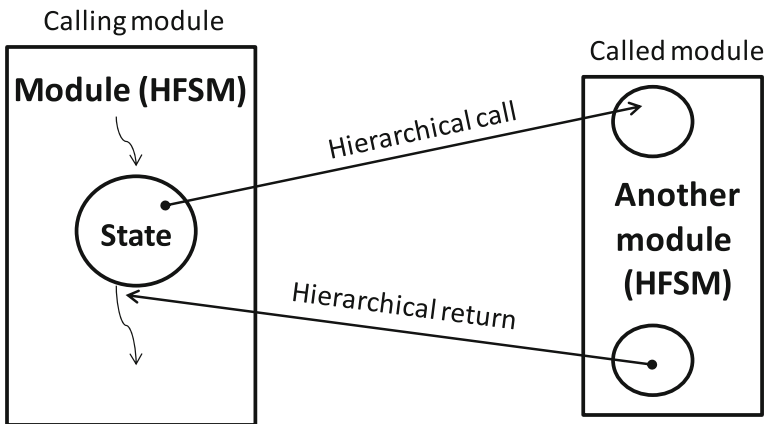 Calling module
Called module
Module (HFSM)
Hierarchical call
State
Another
module
(HFSM)
Hierarchical return